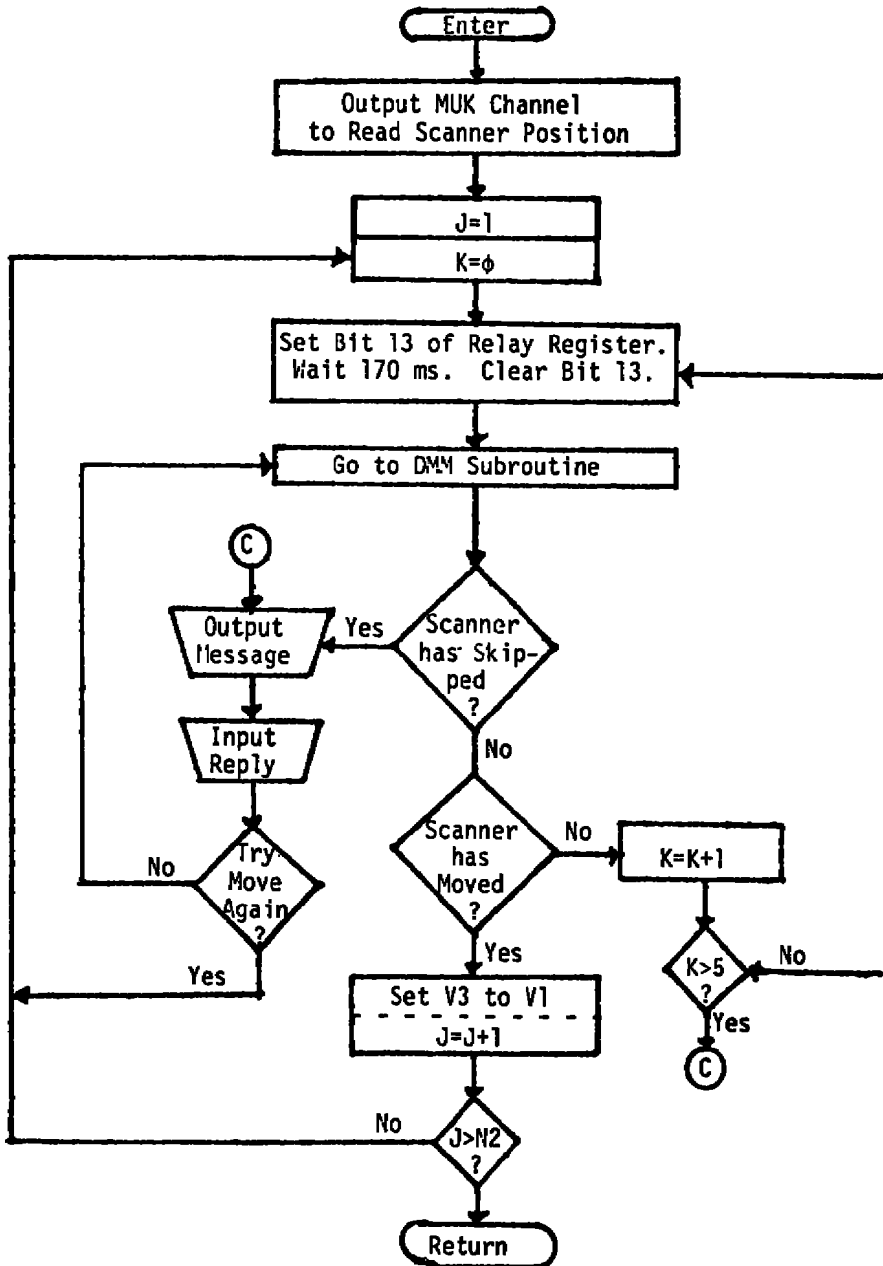 Enter
Output MUK Channel
to Read Scanner Position
J=1
K=ϕ
Set Bit 13 of Relay Register.
Wait 170 ms. Clear Bit 13.
Go to DMM Subroutine
C
Output
Message
Yes
Scanner
has Skip-
ped
?
No
Input
Reply
Try
Move
Again
?
No
Yes
Scanner
has
Moved
?
No
K=K+1
K>5
?
No
Yes
C
Yes
Set V3 to V1
J=J+1
J>N2
?
No
Return